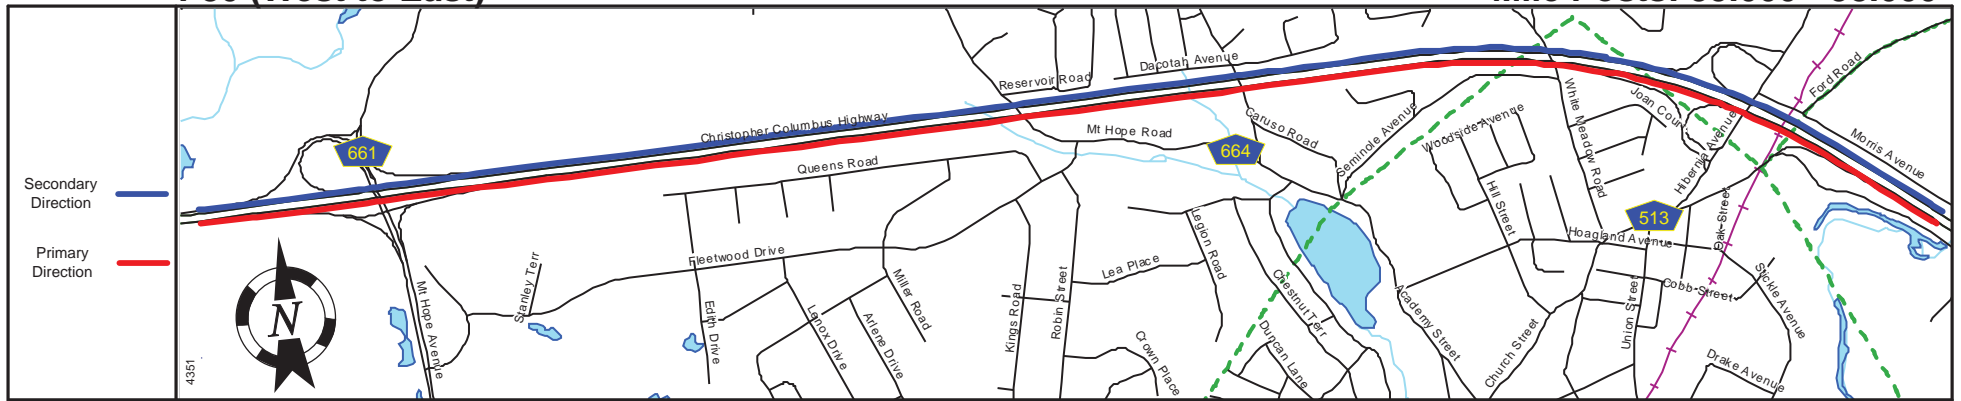 Secondary
Direction
Primary
Direction
661
Christopher Columbus Highway
Reservoir Road
Dacotah Avenue
Mt Hope Road
664
Caruso Road
Seminole Avenue
Woodside Avenue
White Meadow Road
Joan Court
Hibernia Avenue
Ford Road
Morris Avenue
Queens Road
Fleetwood Drive
Stanley Terr
Mt Hope Avenue
Edith Drive
Lenox Drive
Arlene Drive
Miller Road
Kings Road
Robin Street
Lea Place
Legion Road
Crown Place
Chestnut Terr
Duncan Lane
Academy Street
Church Street
Hill Street
513
Hoagland Avenue
Oak Street
Cobb Street
Union Street
Stickle Avenue
Drake Avenue
N
4351